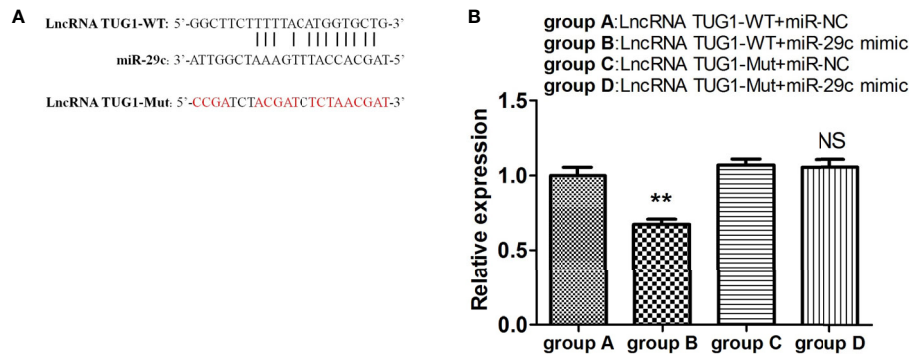 A
LncRNA TUG1-WT: 5`-GGCTTCTTTTTACATGGTGCTG-3`
miR-29c: 3-ATTGGCTAAAGTTTACCACGAT-5`
LncRNA TUG1-Mut: 5`-CCGATCTACGATCTCTAACGAT-3`
B
group A:LncRNA TUG1-WT+miR-NC
group B:LncRNA TUG1-WT+miR-29c mimic
group C:LncRNA TUG1-Mut+miR-NC
group D:LncRNA TUG1-Mut+miR-29c mimic
Relative expression
1.5
1.0
0.5
0.0
**
NS
group A group B group C group D